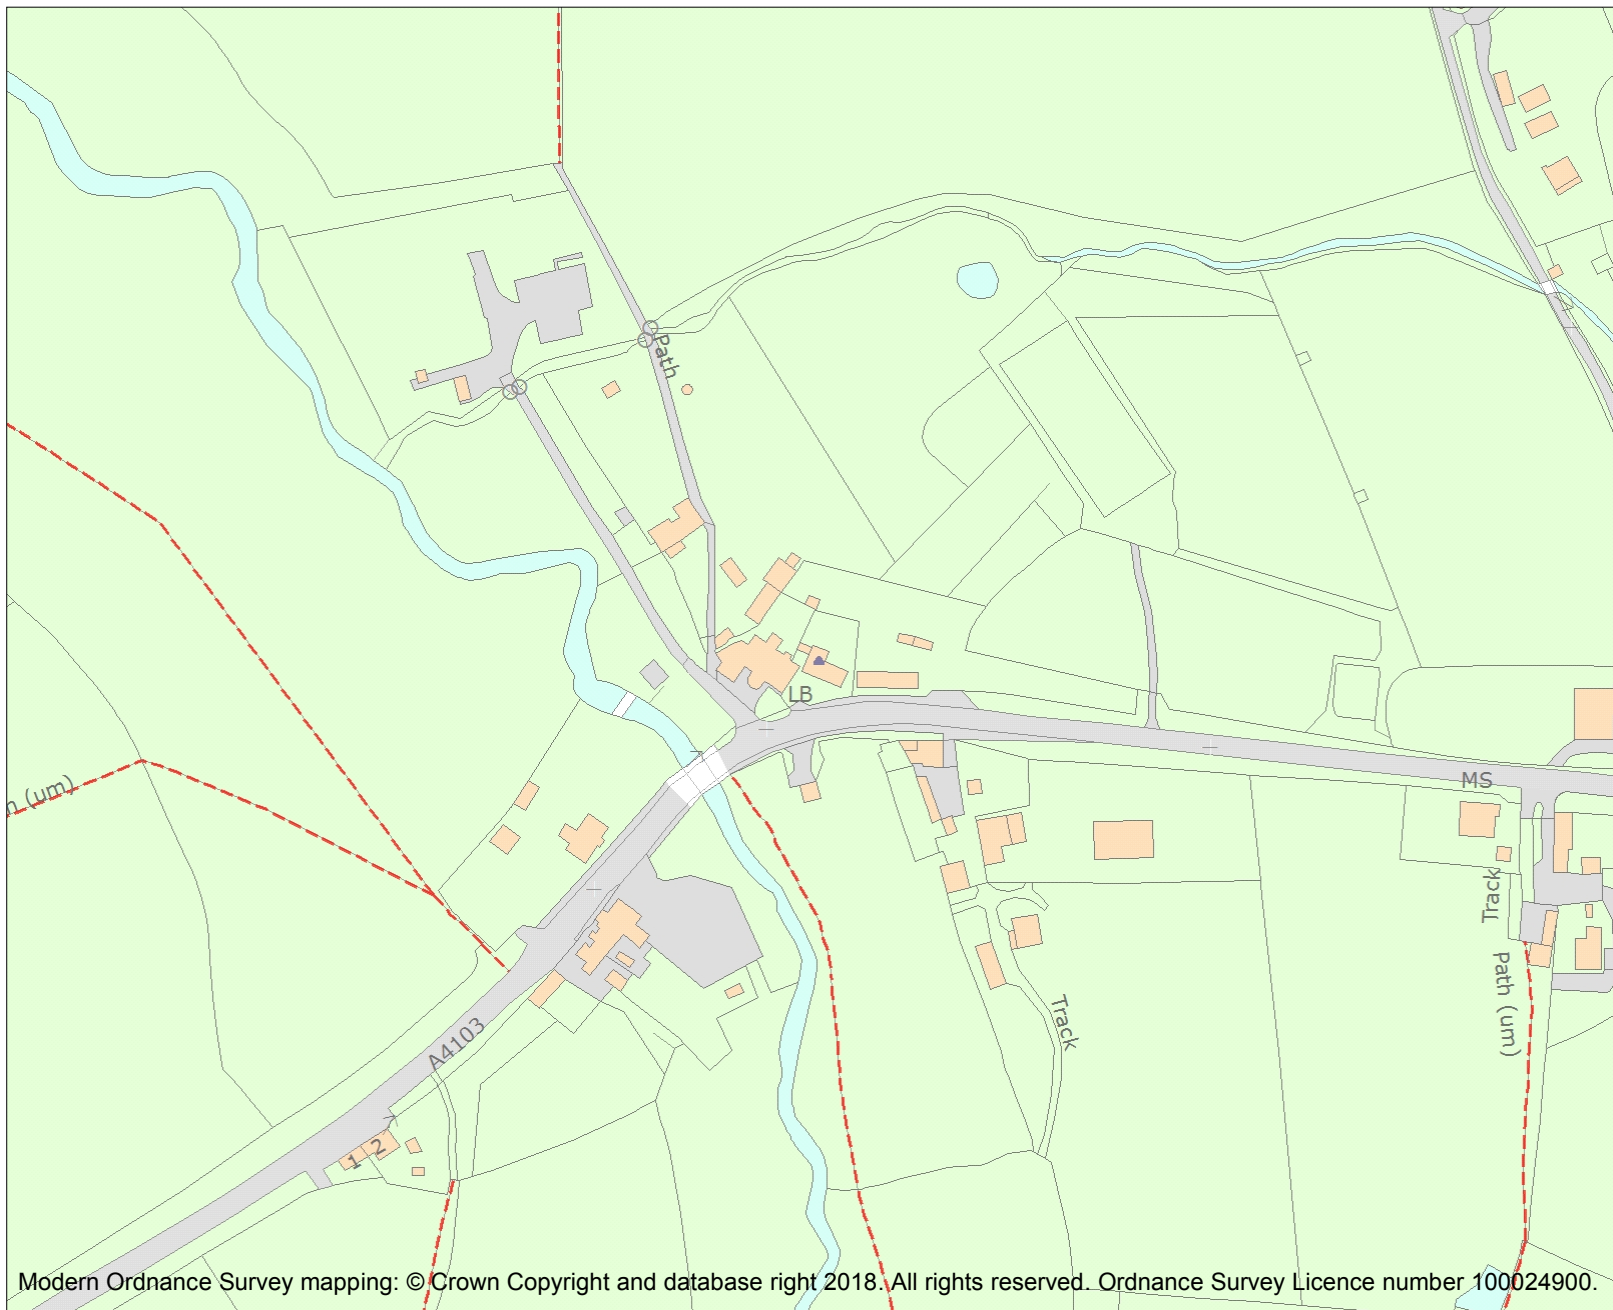 Path
LB
MS
n (um)
Track
Path (um)
Track
A4103
1
2
Modern Ordnance Survey mapping: © Crown Copyright and database right 2018. All rights reserved. Ordnance Survey Licence number 100024900.